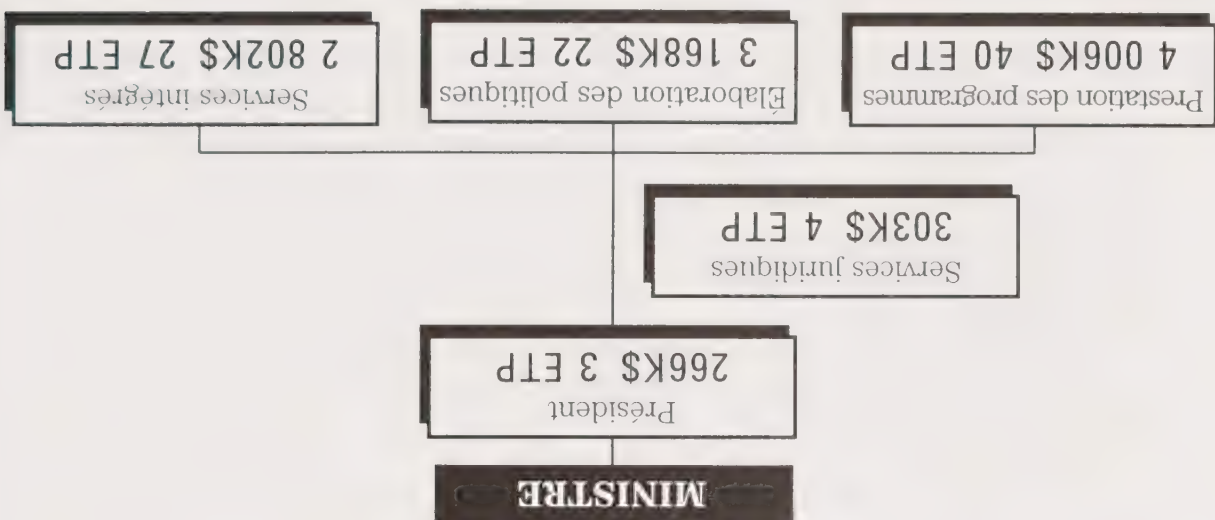 MINISTRE
Président
266K$ 3 ETP
Services juridiques
303K$ 4 ETP
Prestation des programmes
4 006K$ 40 ETP
Élaboration des politiques
3 168K$ 22 ETP
Services intégrés
2 802K$ 27 ETP